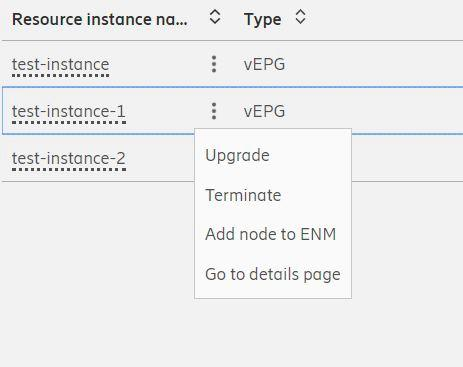 Resource instance na... Type
test-instance vEPG
test-instance-1 vEPG
test-instance-2
Upgrade
Terminate
Add node to ENM
Go to details page